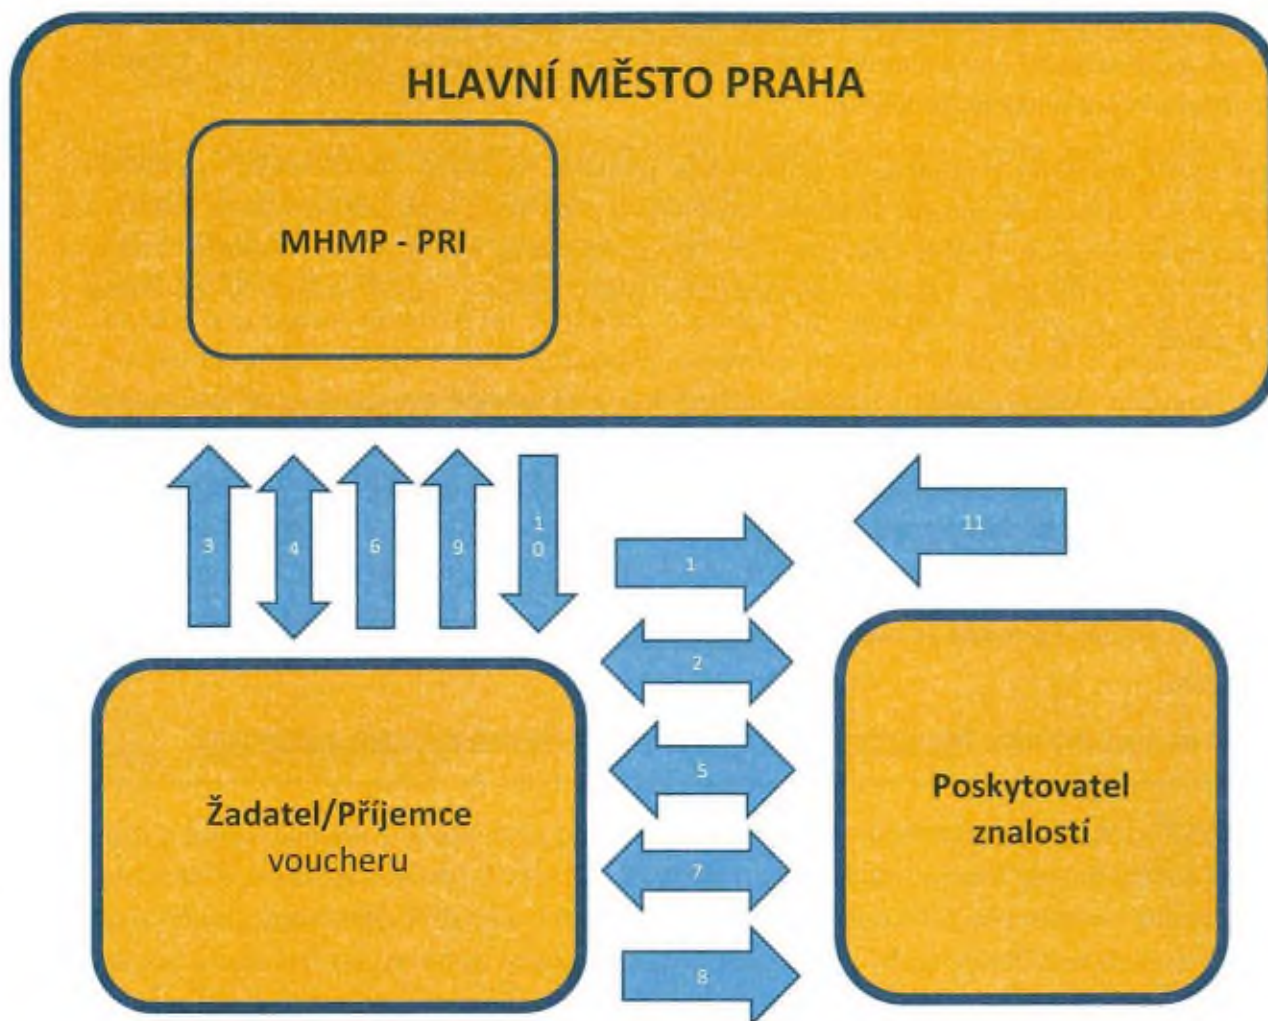 HLAVNÍ MĚSTO PRAHA
MHMP - PRI
3
4
6
9
10
1
11
2
5
7
8
Žadatel/Příjemce
voucheru
Poskytovatel
znalostí